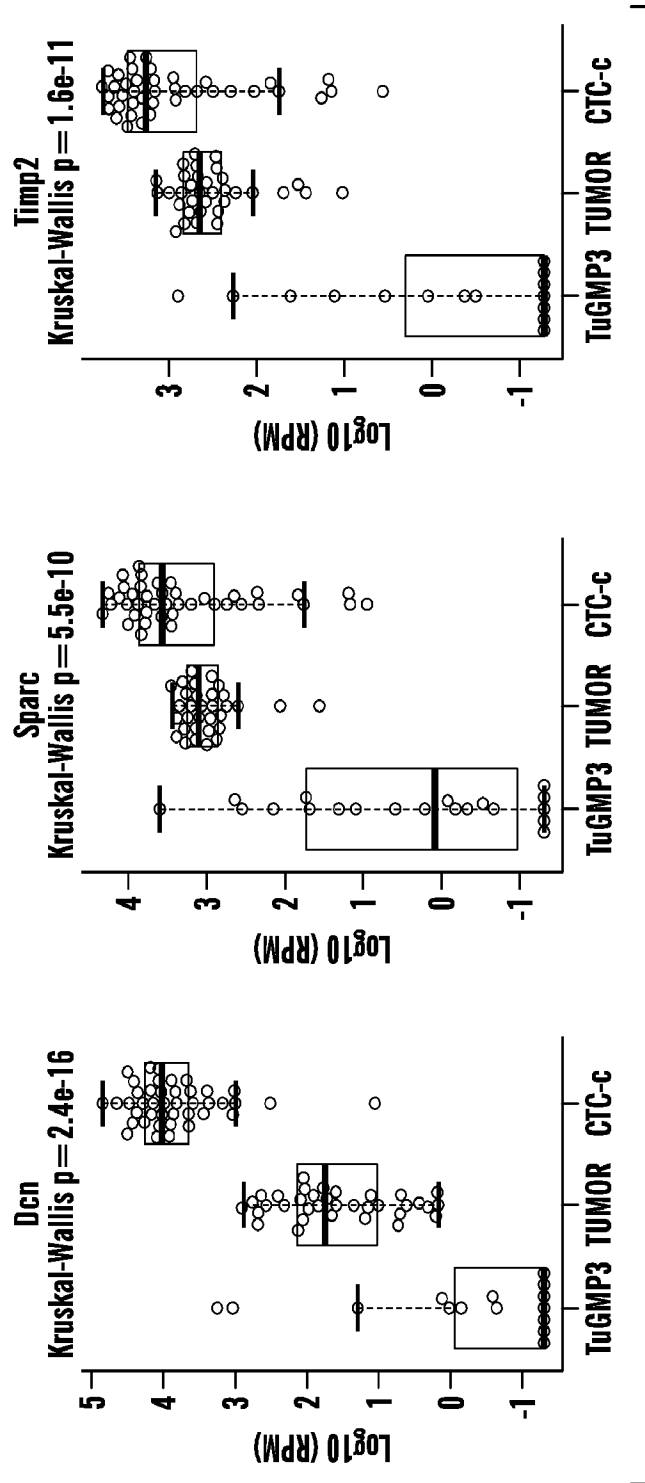 Dcn
Kruskal-Wallis p = 2.4e-16
Log10 (RPM)
5
4
3
2
1
0
-1
TuGMP3 TUMOR CTC-c
Sparc
Kruskal-Wallis p = 5.5e-10
Log10 (RPM)
4
3
2
1
0
-1
TuGMP3 TUMOR CTC-c
Timp2
Kruskal-Wallis p = 1.6e-11
Log10 (RPM)
3
2
1
0
-1
TuGMP3 TUMOR CTC-c